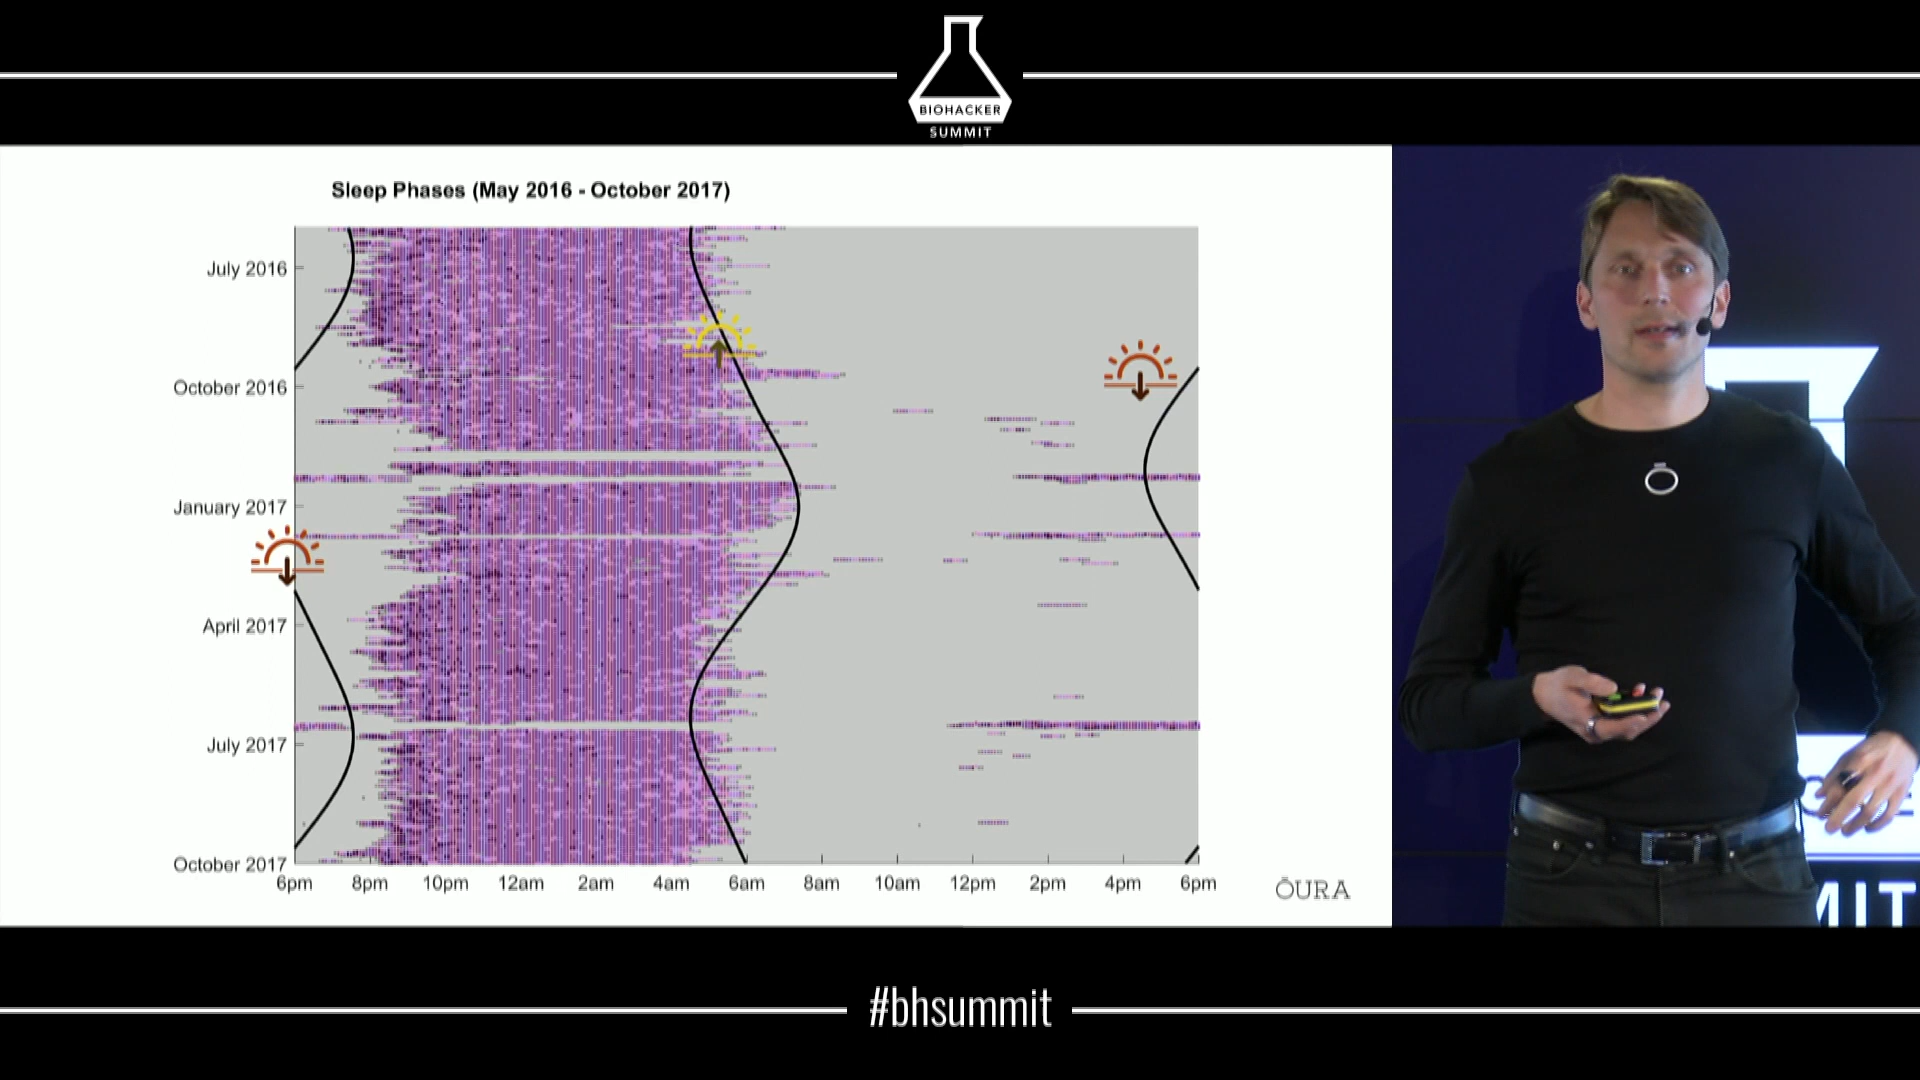 BIOHACKER
SUMMIT
Sleep Phases (May 2016 - October 2017)
July 2016
October 2016
January 2017
April 2017
July 2017
October 2017
6pm 8pm 10pm 12am 2am 4am 6am 8am 10am 12pm 2pm 4pm 6pm
ŌURA
#bhsummit